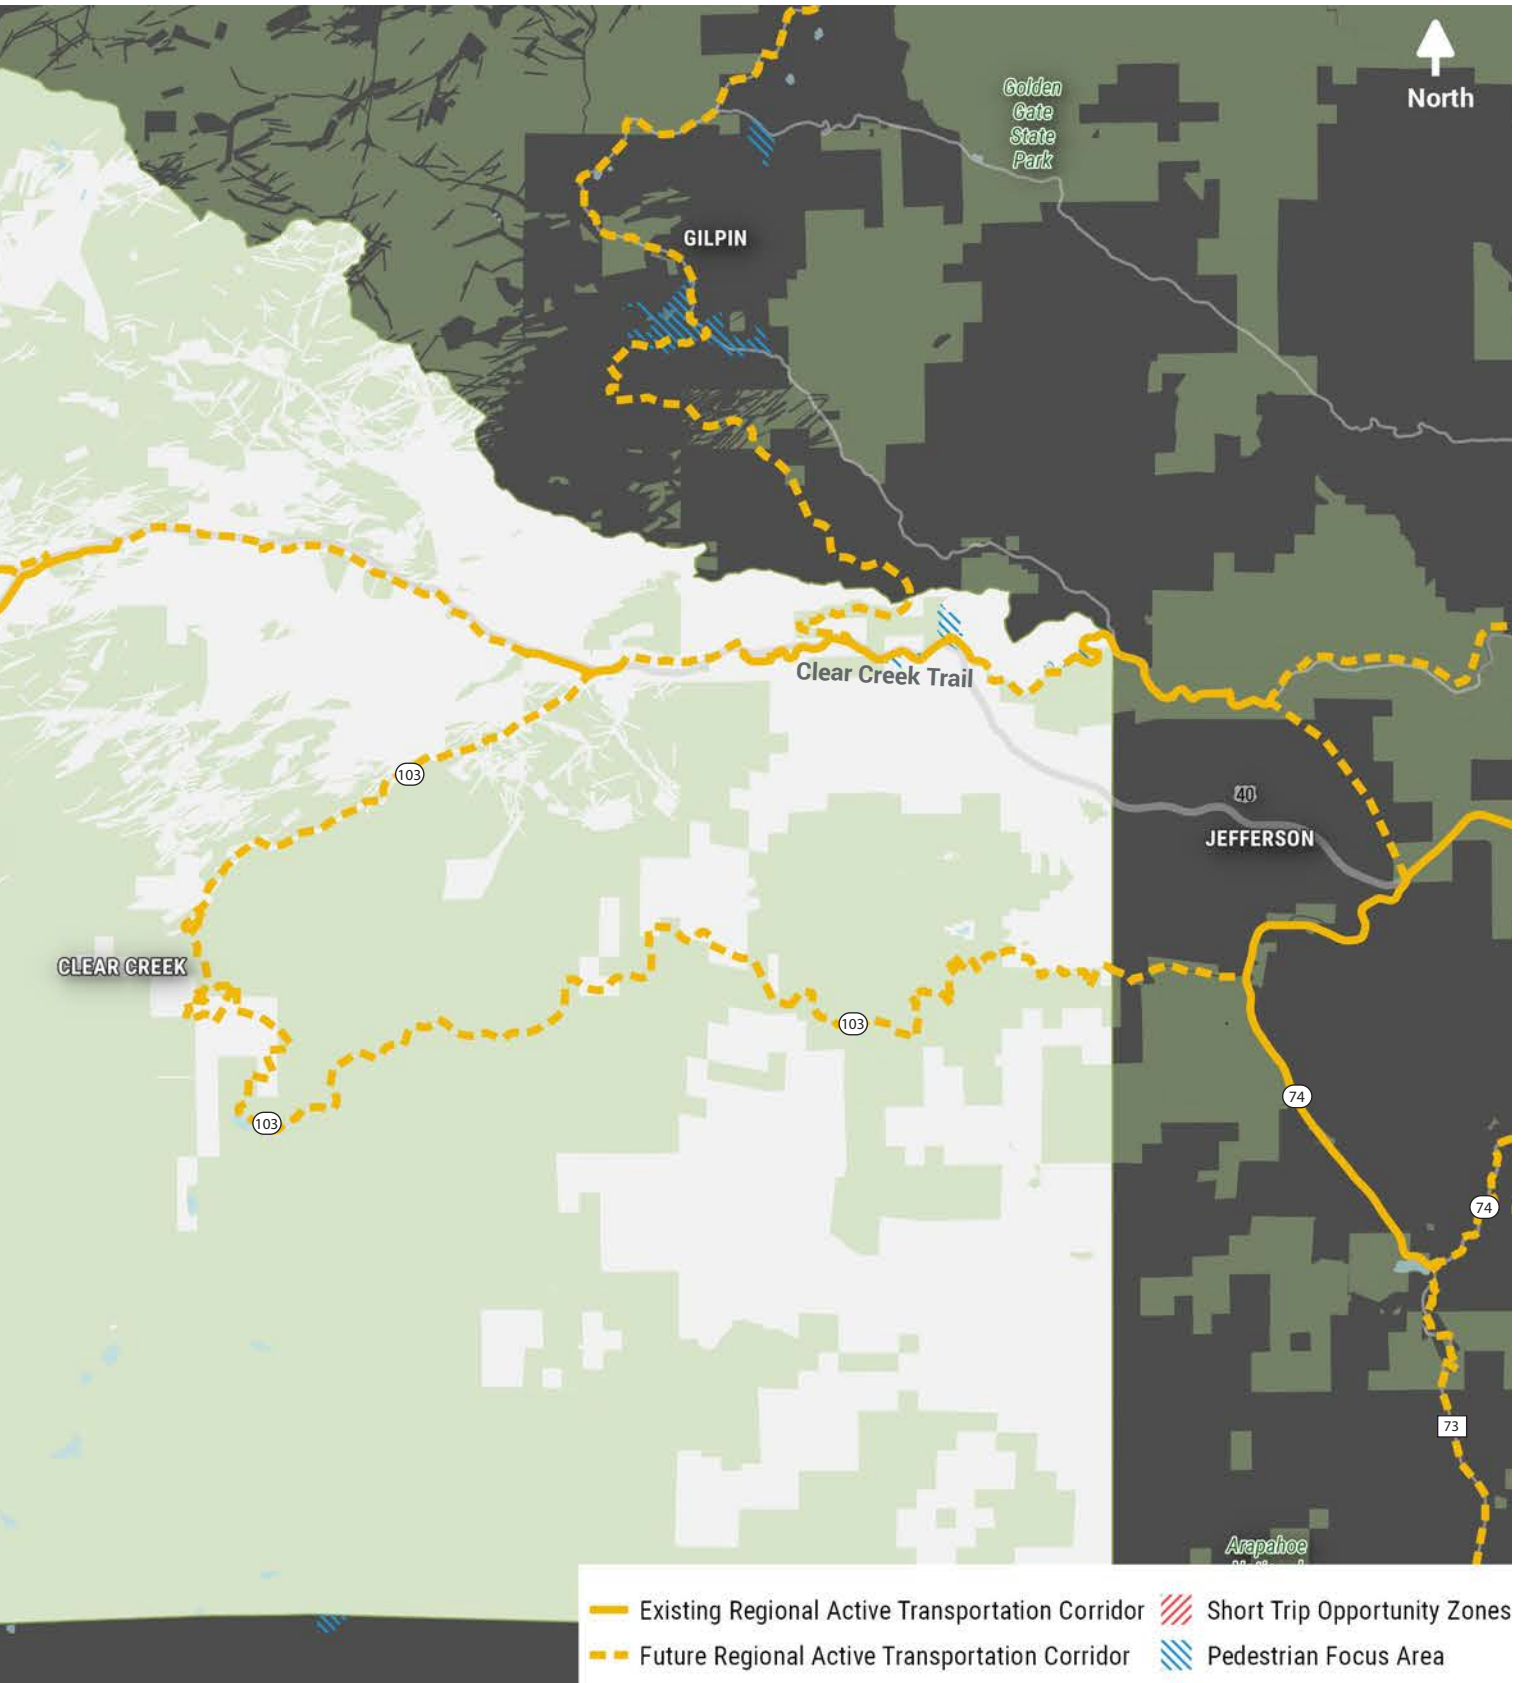 Golden
Gate
State
Park
North
GILPIN
Clear Creek Trail
103
40
JEFFERSON
CLEAR CREEK
103
74
103
74
73
Arapahoe
Existing Regional Active Transportation Corridor
Short Trip Opportunity Zones
Future Regional Active Transportation Corridor
Pedestrian Focus Area